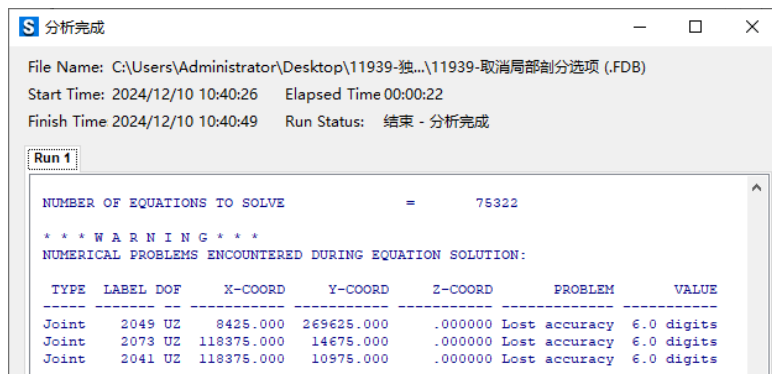 S 分析完成
File Name: C:\Users\Administrator\Desktop\11939-独...\11939-取消局部剖分选项 (.FDB)
Start Time: 2024/12/10 10:40:26 Elapsed Time 00:00:22
Finish Time 2024/12/10 10:40:49 Run Status: 结束 - 分析完成
Run 1
NUMBER OF EQUATIONS TO SOLVE = 75322
* * * W A R N I N G * * *
NUMERICAL PROBLEMS ENCOUNTERED DURING EQUATION SOLUTION:
TYPE LABEL DOF X-COORD Y-COORD Z-COORD PROBLEM VALUE
----- ------- -- ----------- ----------- ----------- ------------- -----------
Joint 2049 UZ 8425.000 269625.000 .000000 Lost accuracy 6.0 digits
Joint 2073 UZ 118375.000 14675.000 .000000 Lost accuracy 6.0 digits
Joint 2041 UZ 118375.000 10975.000 .000000 Lost accuracy 6.0 digits